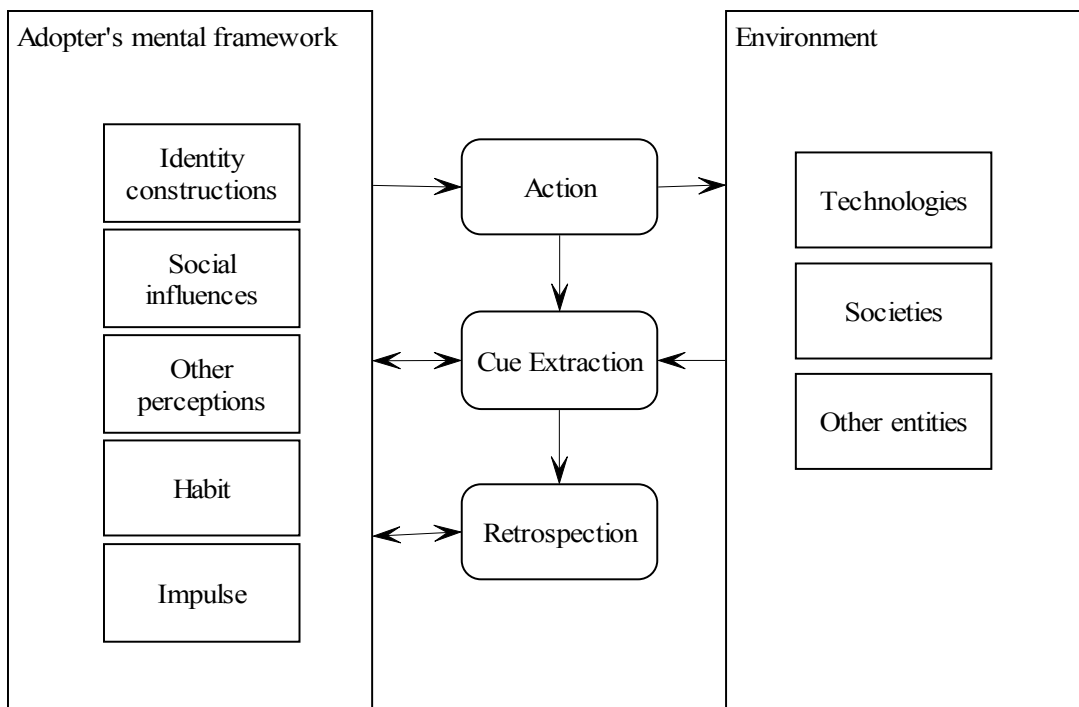 Adopter's mental framework
Identity
constructions
Social
influences
Other
perceptions
Habit
Impulse
Action
Cue Extraction
Retrospection
Environment
Technologies
Societies
Other entities